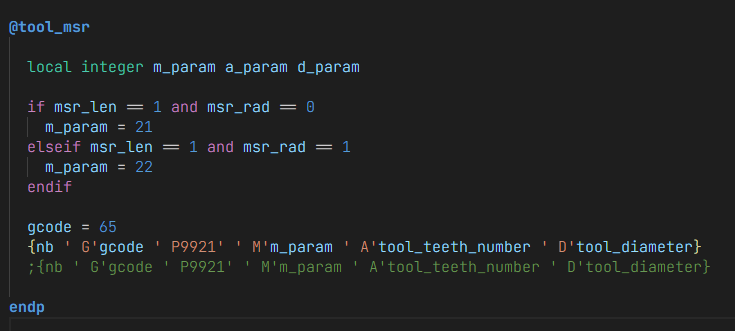 @tool_msr
local integer m_param a_param d_param
if msr_len == 1 and msr_rad == 0
m_param = 21
elseif msr_len == 1 and msr_rad == 1
m_param = 22
endif
gcode = 65
{nb ' G'gcode ' P9921' ' M'm_param ' A'tool_teeth_number ' D'tool_diameter}
;{nb ' G'gcode ' P9921' ' M'm_param ' A'tool_teeth_number ' D'tool_diameter}
endp